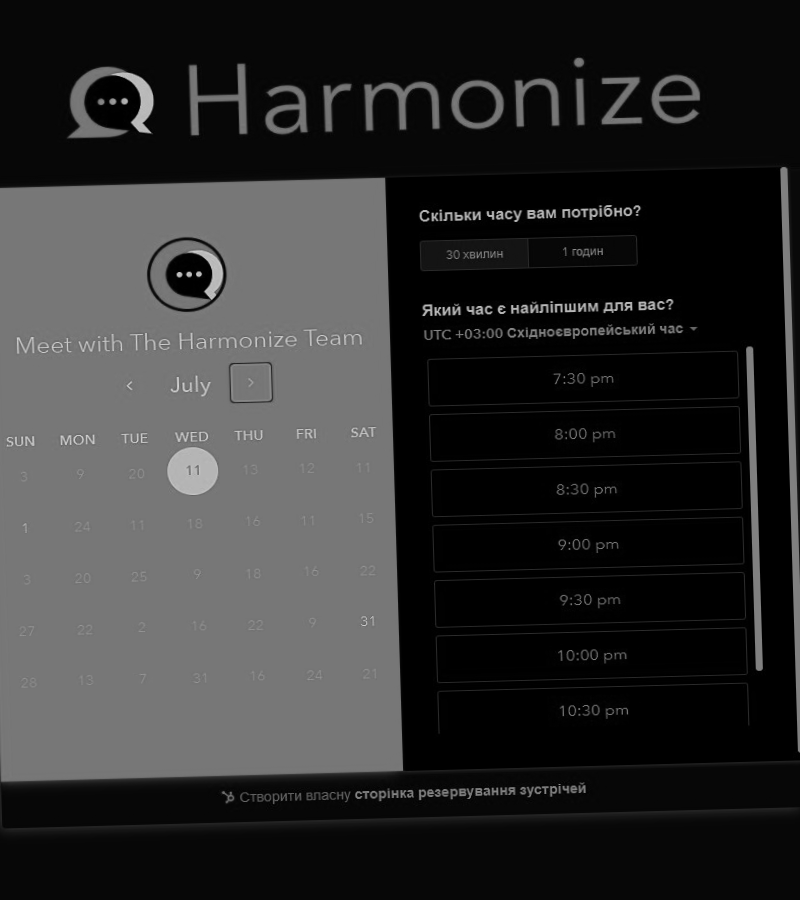 Harmonize
Meet with The Harmonize Team
July
SUN MON TUE WED THU FRI SAT
3 9 20 11 13 12 11
1 24 11 18 16 11 15
3 20 25 9 18 16 22
27 22 2 16 22 9 31
28 13 7 31 16 24 21
Скільки часу вам потрібно?
30 хвилин 1 годин
Який час є найліпшим для вас?
UTC +03:00 Східноєвропейський час
7:30 pm
8:00 pm
8:30 pm
9:00 pm
9:30 pm
10:00 pm
10:30 pm
Створити власну сторінка резервування зустрічей